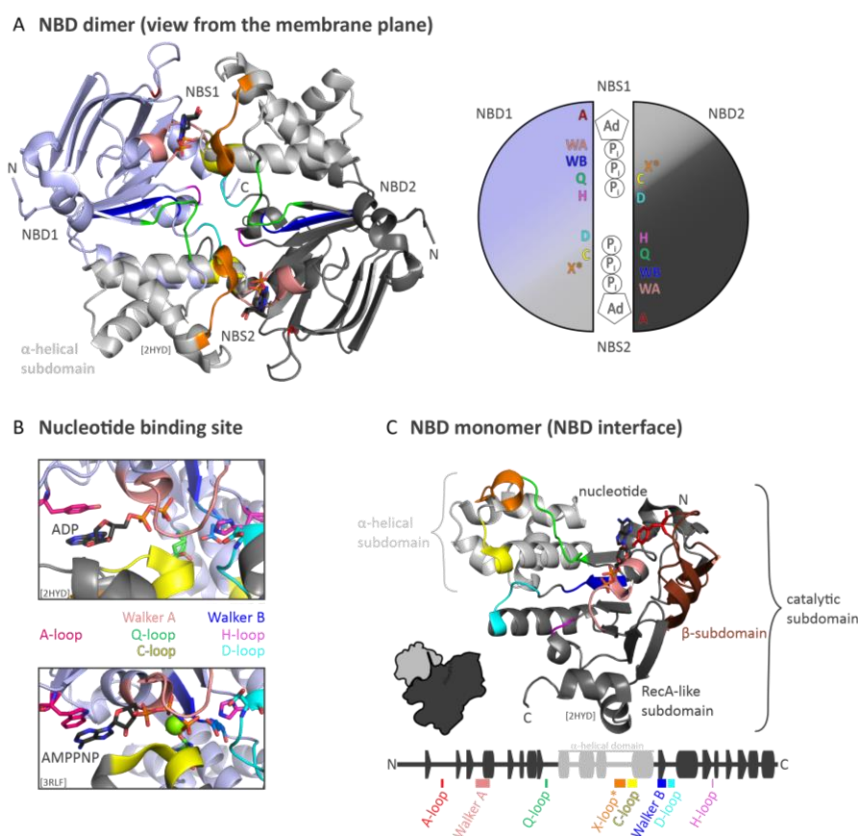 A NBD dimer (view from the membrane plane)
NBS1
N
NBD1
C
C
NBD2
N
NBS2
[2HYD]
α-helical
subdomain
NBS1
NBD1
NBD2
A
Ad
WA
Pi
WB
Pi
X*
Q
Pi
C
H
D
D
Pi
H
C
Pi
Q
X*
Pi
WB
WA
Ad
A
NBS2
B Nucleotide binding site
ADP
[2HYD]
Walker A
Walker B
A-loop
Q-loop
H-loop
C-loop
D-loop
AMPPNP
[3RLF]
C NBD monomer (NBD interface)
nucleotide
N
α-helical
subdomain
catalytic
subdomain
β-subdomain
RecA-like
subdomain
C
[2HYD]
α-helical domain
N
C
A-loop
Walker A
Q-loop
X-loop*
C-loop
Walker B
D-loop
H-loop